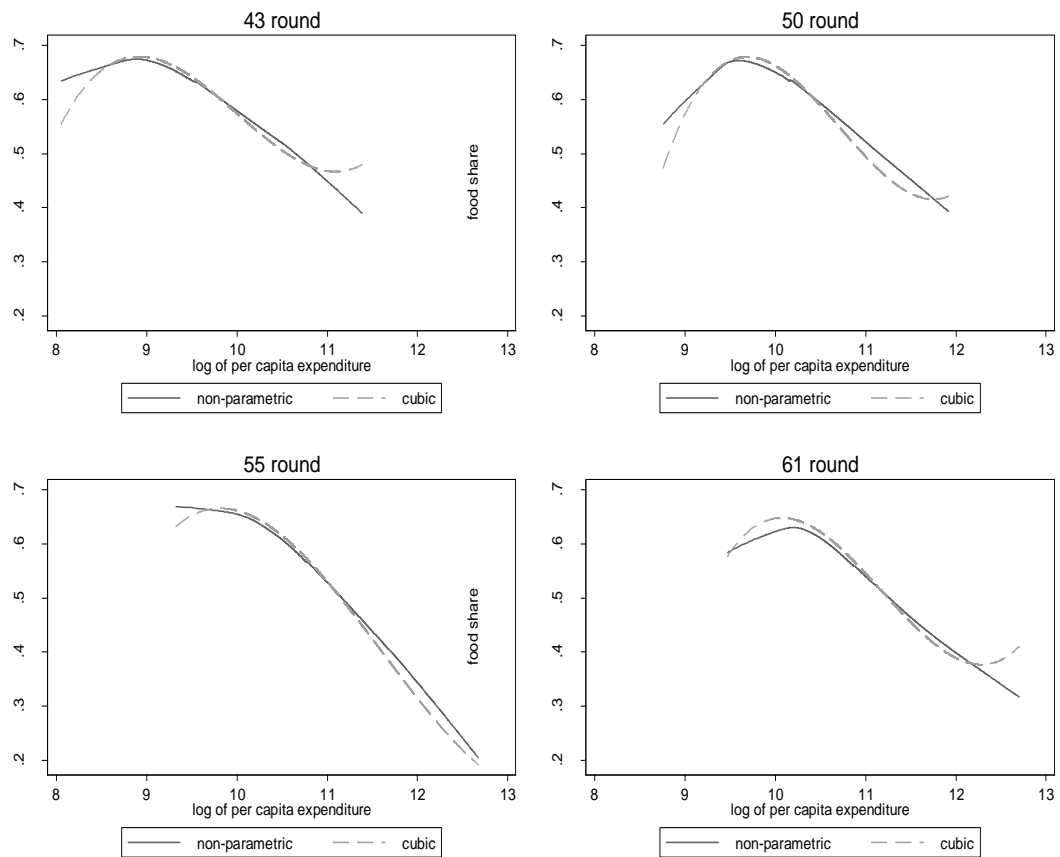 43 round
.7
.6
.5
.4
.3
.2
8 9 10 11 12 13
log of per capita expenditure
non-parametric cubic
50 round
food share
.7
.6
.5
.4
.3
.2
8 9 10 11 12 13
log of per capita expenditure
non-parametric cubic
55 round
.7
.6
.5
.4
.3
.2
8 9 10 11 12 13
log of per capita expenditure
non-parametric cubic
61 round
food share
.7
.6
.5
.4
.3
.2
8 9 10 11 12 13
log of per capita expenditure
non-parametric cubic